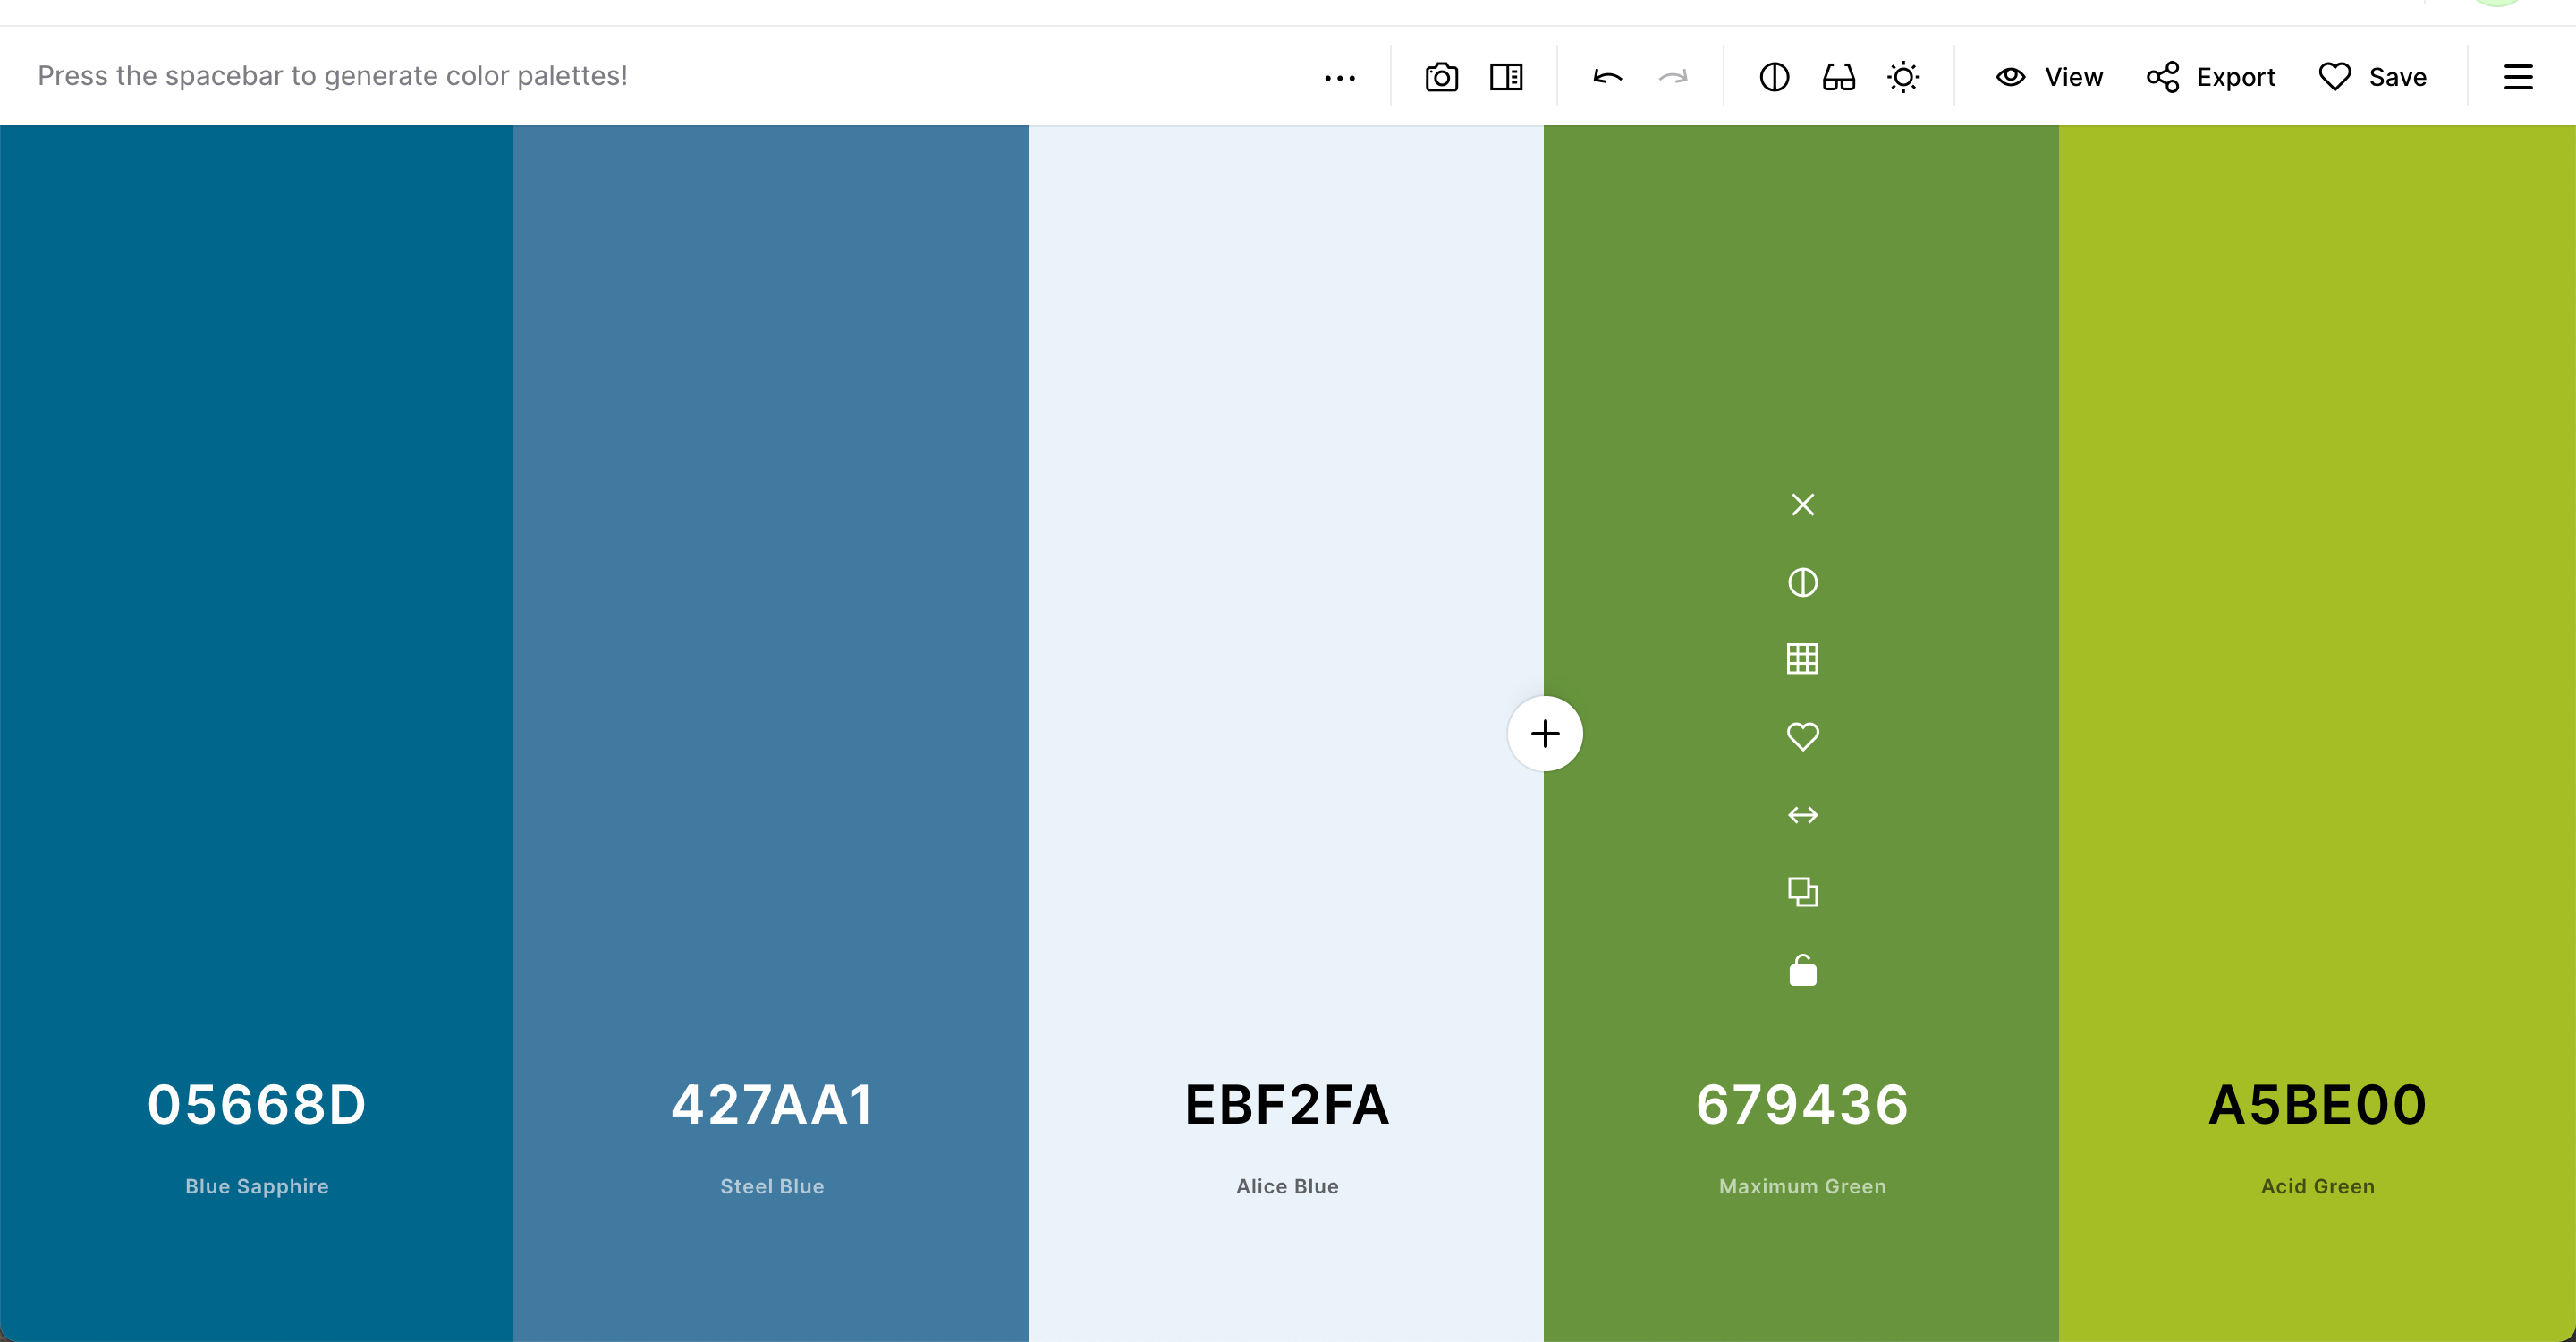 Press the spacebar to generate color palettes!
View
Export
Save
05668D
427AA1
EBF2FA
679436
A5BE00
Blue Sapphire
Steel Blue
Alice Blue
Maximum Green
Acid Green